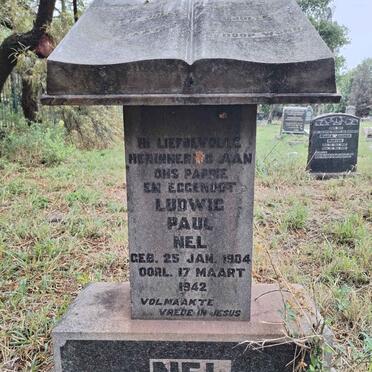 IN LIEFDEVOLLE
HERINNERING AAN
ONS PAPPIE
EN EGGENOOT
LUDWIG
PAUL
NEL
GEB. 25 JAN. 1904
OORL. 17 MAART
1942
VOLMAAKTE
VREDE IN JESUS
NEL